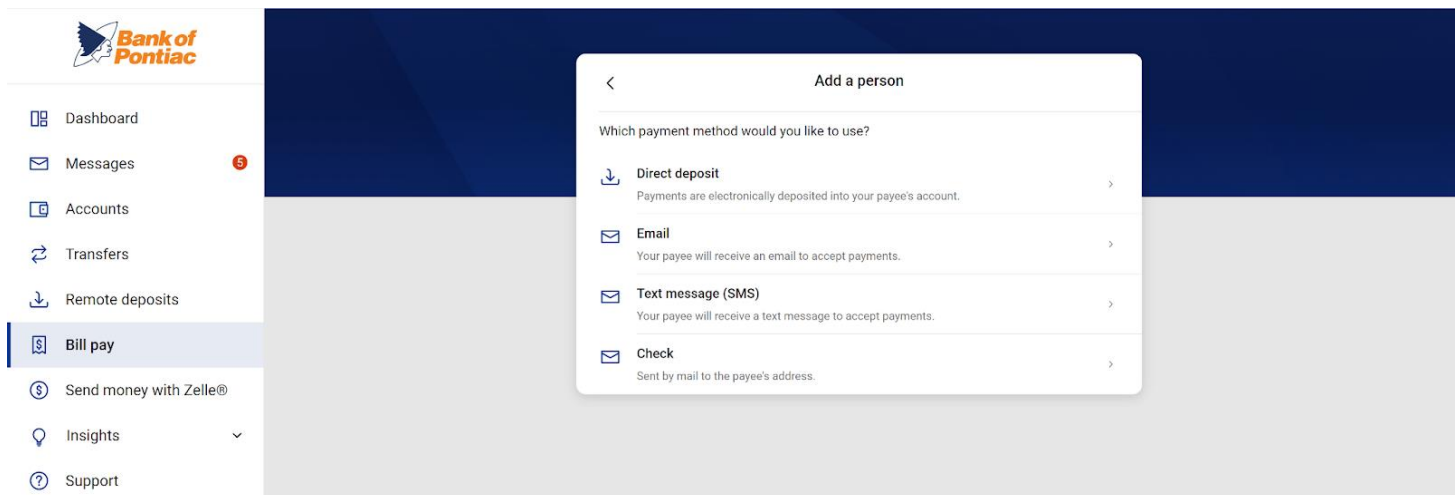 Bank of
Pontiac
Dashboard
Messages 5
Accounts
Transfers
Remote deposits
Bill pay
Send money with Zelle®
Insights
Support
Add a person
Which payment method would you like to use?
Direct deposit
Payments are electronically deposited into your payee's account.
Email
Your payee will receive an email to accept payments.
Text message (SMS)
Your payee will receive a text message to accept payments.
Check
Sent by mail to the payee's address.